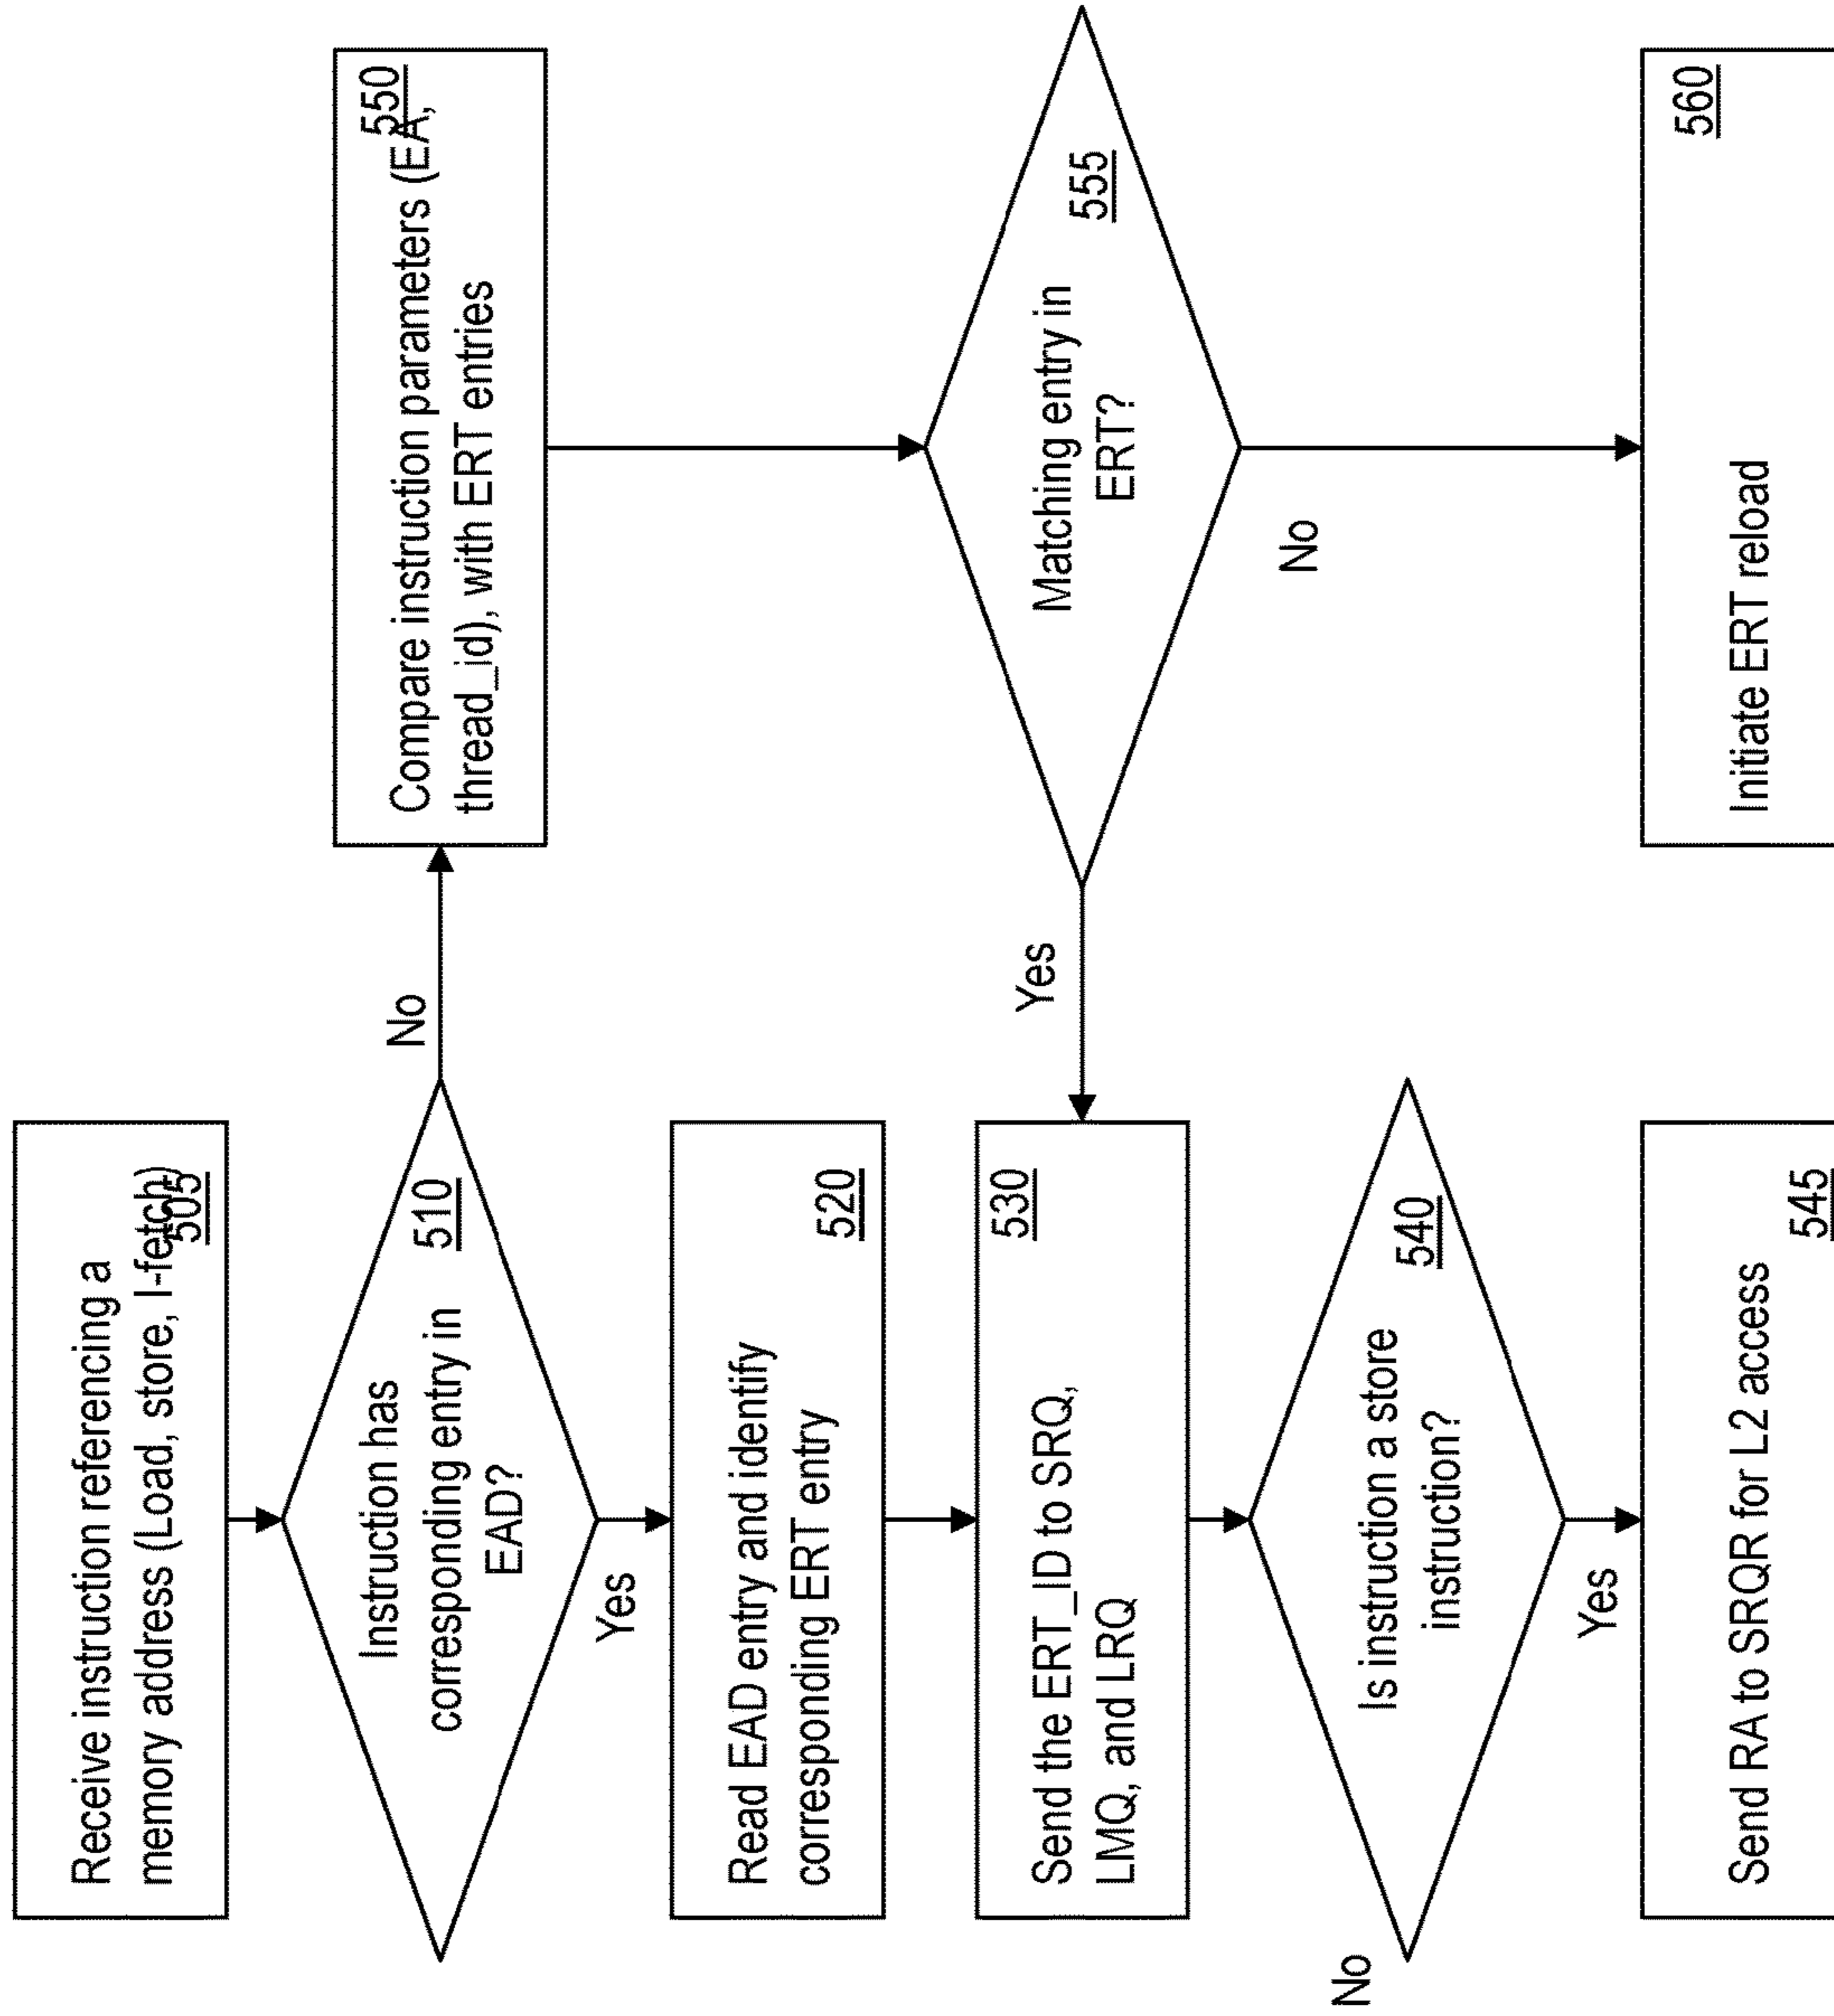 Receive instruction referencing a
memory address (Load, store, I-fetch)
505
Instruction has
corresponding entry in
EAD?
510
No
Yes
Read EAD entry and identify
corresponding ERT entry
520
Send the ERT_ID to SRQ,
LMQ, and LRQ
530
Is instruction a store
instruction?
540
No
Yes
Send RA to SRQR for L2 access
545
550
Compare instruction parameters (EA,
thread_id), with ERT entries
Matching entry in
ERT?
555
Yes
No
Initiate ERT reload
560